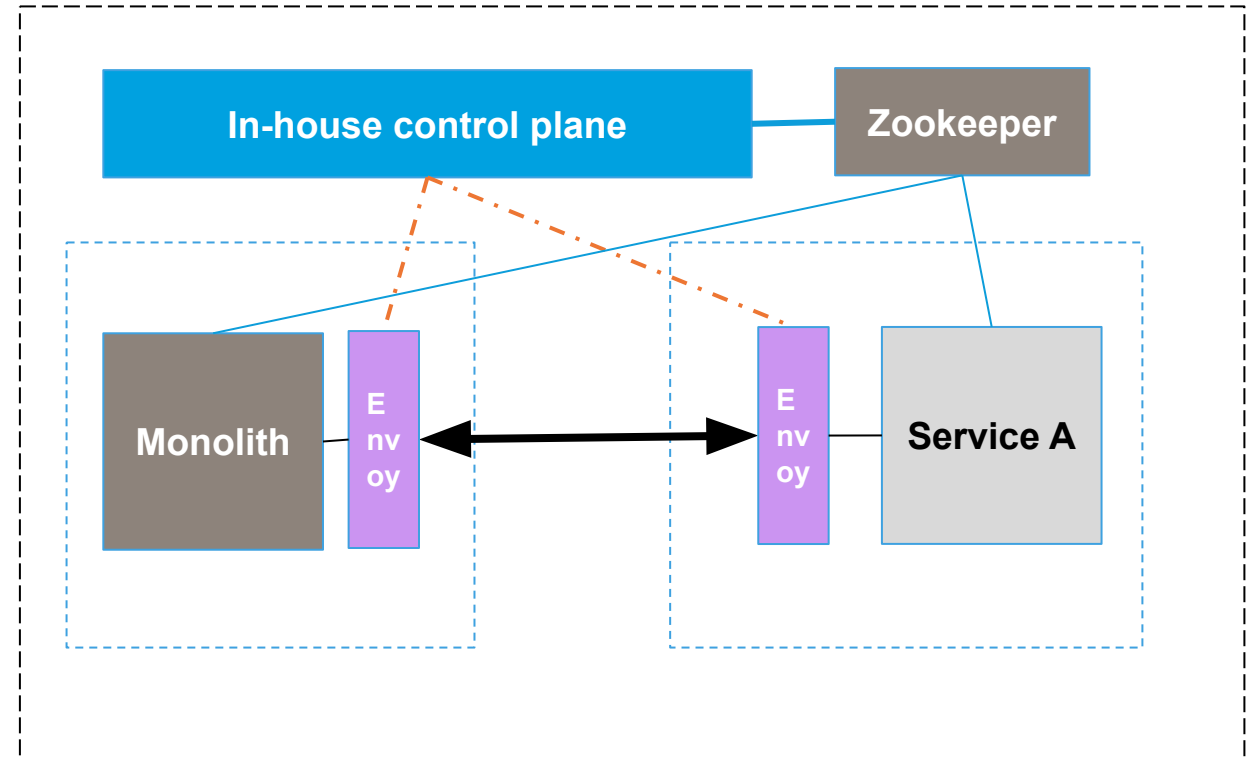 In-house control plane
Zookeeper
Monolith
E
nv
oy
E
nv
oy
Service A